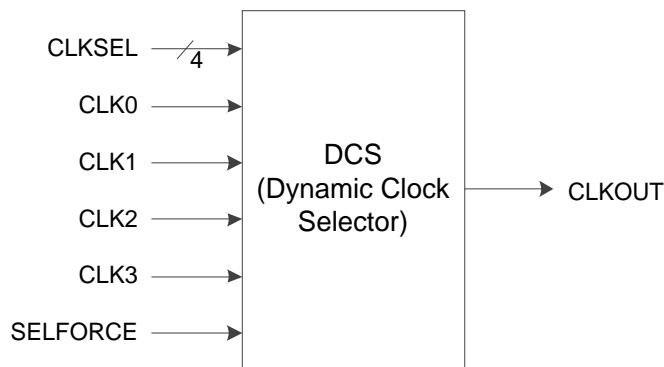 CLKSEL
4
CLK0
CLK1
CLK2
CLK3
SELFORCE
DCS
(Dynamic Clock
Selector)
CLKOUT